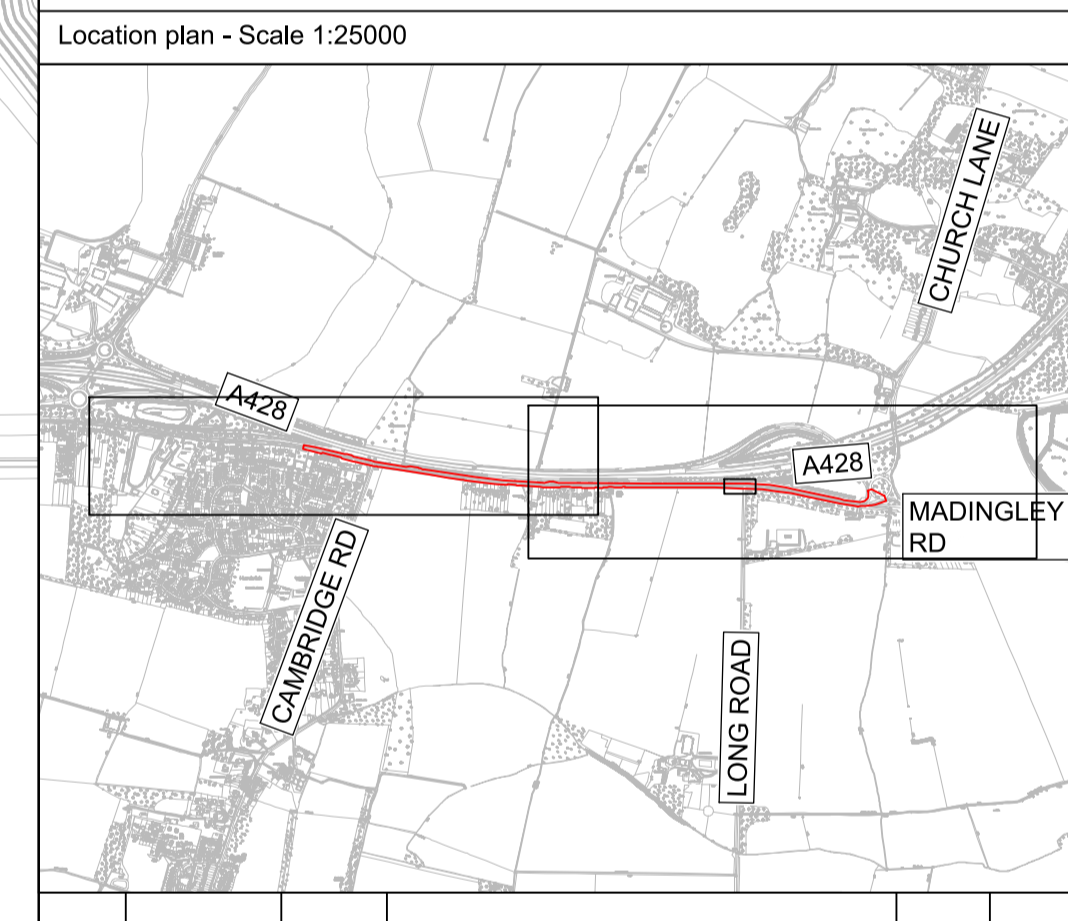 Location plan - Scale 1:25000
CHURCH LANE
A428
A428
MADINGLEY
RD
CAMBRIDGE RD
LONG ROAD